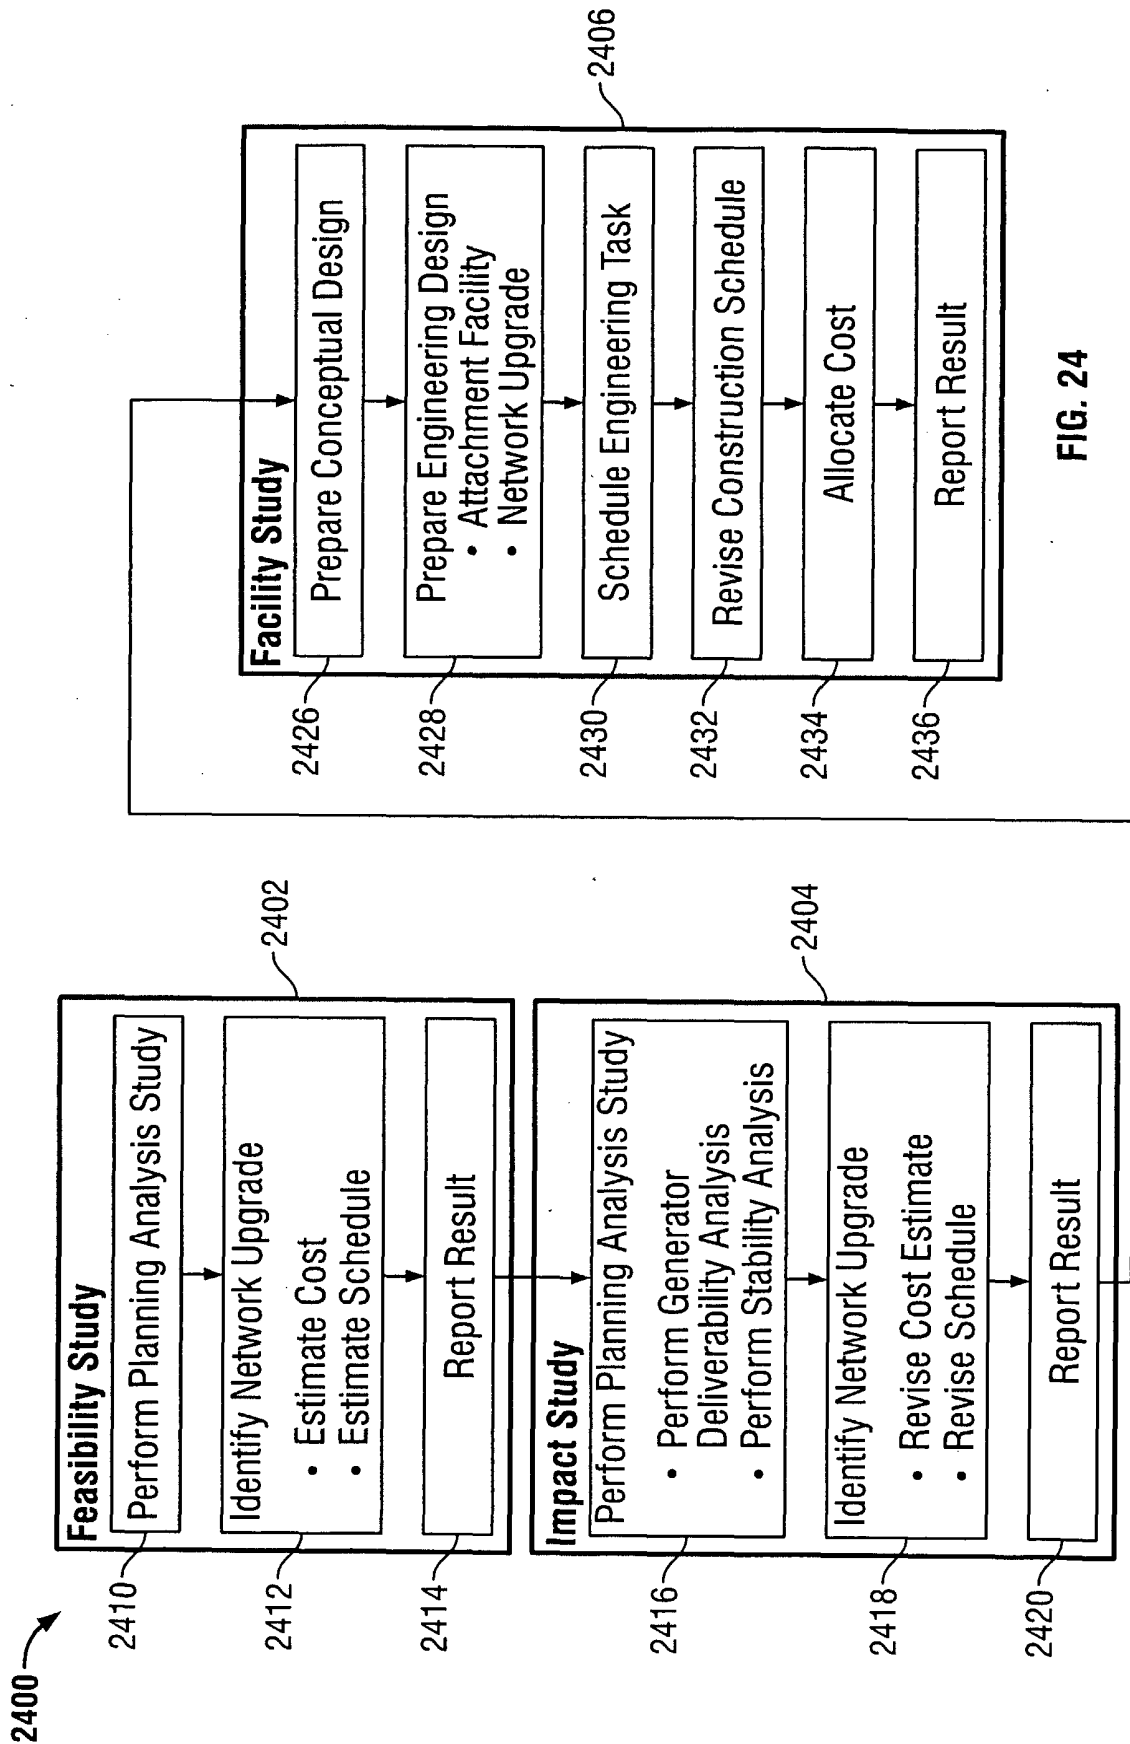 2400
Feasibility Study
2402
2410
Perform Planning Analysis Study
2412
Identify Network Upgrade
• Estimate Cost
• Estimate Schedule
2414
Report Result
Impact Study
2404
2416
Perform Planning Analysis Study
• Perform Generator
Deliverability Analysis
• Perform Stability Analysis
2418
Identify Network Upgrade
• Revise Cost Estimate
• Revise Schedule
2420
Report Result
Facility Study
2406
2426
Prepare Conceptual Design
2428
Prepare Engineering Design
• Attachment Facility
• Network Upgrade
2430
Schedule Engineering Task
2432
Revise Construction Schedule
2434
Allocate Cost
2436
Report Result
FIG. 24